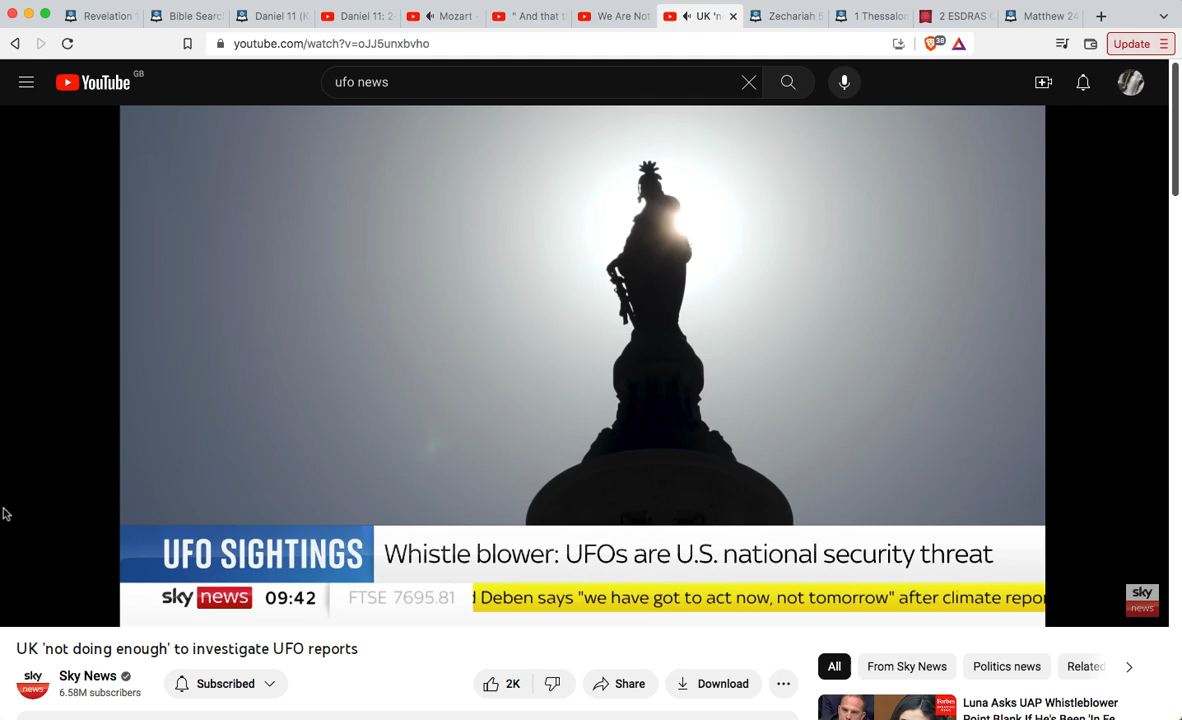 Revelation
Bible Searc
Daniel 11 (K
Daniel 11: 2
Mozart -
" And that t
We Are Not
UK 'n
Zechariah 5
1 Thessalon
2 ESDRAS
Matthew 24
youtube.com/watch?v=oJJ5unxbvho
38
Update
YouTube GB
ufo news
UFO SIGHTINGS
Whistle blower: UFOs are U.S. national security threat
sky news 09:42
FTSE 7695.81
Deben says "we have got to act now, not tomorrow" after climate repor
sky news
UK 'not doing enough' to investigate UFO reports
sky news
Sky News
6.58M subscribers
Subscribed
2K
Share
Download
All
From Sky News
Politics news
Related
Forbes
Luna Asks UAP Whistleblower
Point Blank If He's Been 'In Fe